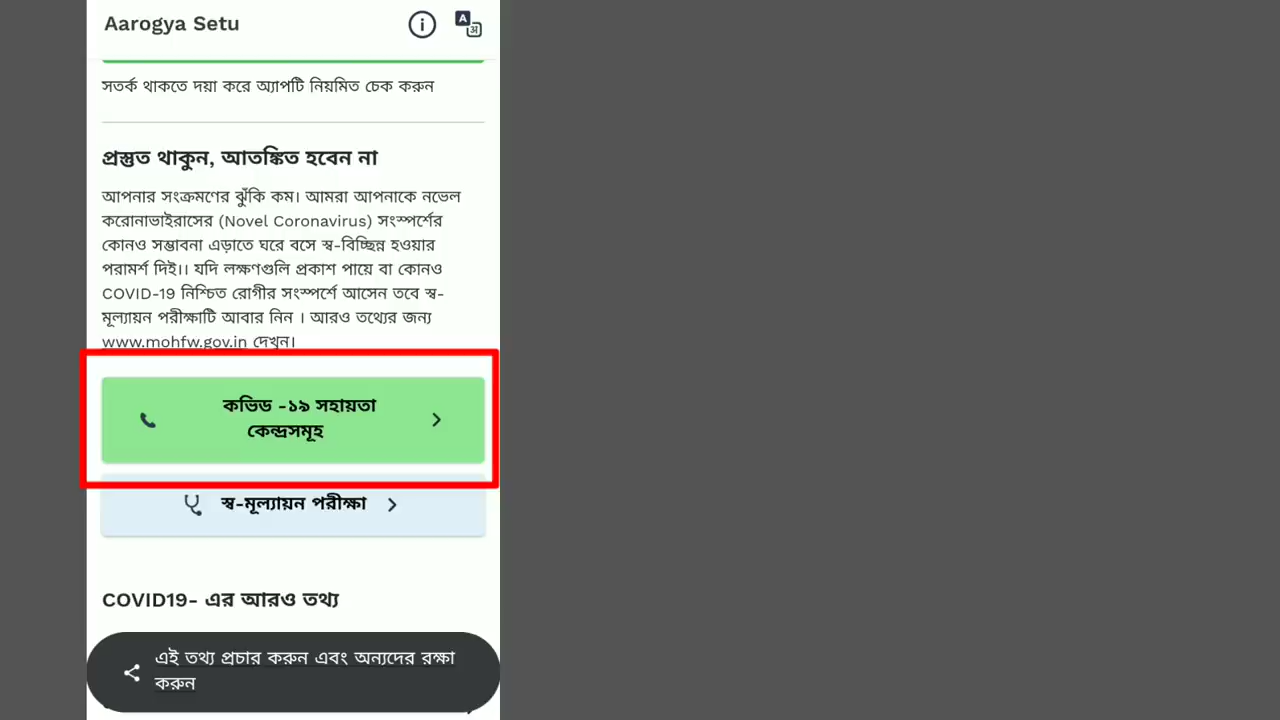 Aarogya Setu
সতর্ক থাকতে দয়া করে অ্যাপটি নিয়মিত চেক করুন
প্রস্তুত থাকুন, আতঙ্কিত হবেন না
আপনার সংক্রমণের ঝুঁকি কম। আমরা আপনাকে নভেল
করোনাভাইরাসের (Novel Coronavirus) সংস্পর্শের
কোনও সম্ভাবনা এড়াতে ঘরে বসে স্ব-বিচ্ছিন্ন হওয়ার
পরামর্শ দিই।। যদি লক্ষণগুলি প্রকাশ পায়ে বা কোনও
COVID-19 নিশ্চিত রোগীর সংস্পর্শে আসেন তবে স্ব-
মূল্যায়ন পরীক্ষাটি আবার নিন । আরও তথ্যের জন্য
www.mohfw.gov.in দেখুন।
কভিড -১৯ সহায়তা
কেন্দ্রসমূহ
স্ব-মূল্যায়ন পরীক্ষা
COVID19- এর আরও তথ্য
এই তথ্য প্রচার করুন এবং অন্যদের রক্ষা
করুন